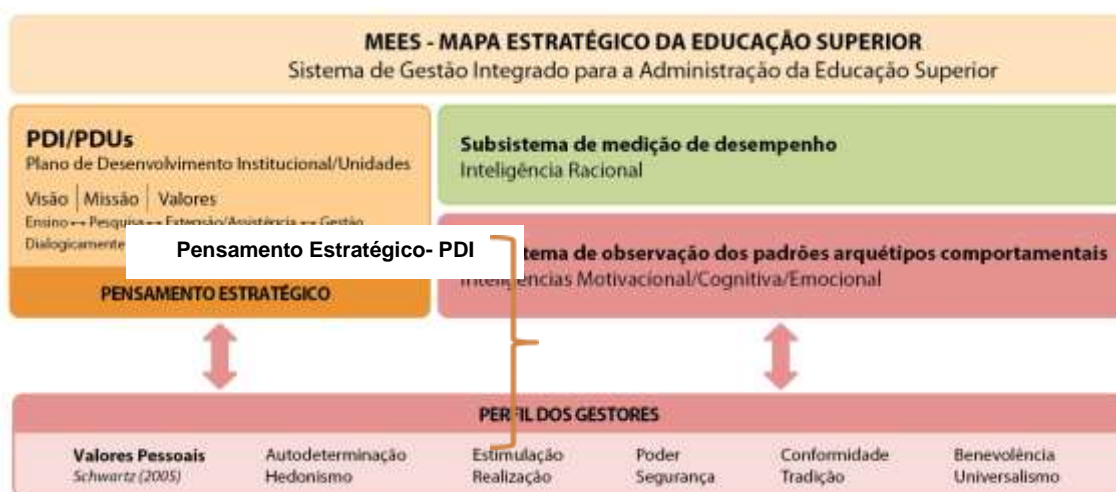 MEES - MAPA ESTRATÉGICO DA EDUCAÇÃO SUPERIOR
Sistema de Gestão Integrado para a Administração da Educação Superior
PDI/PDUs
Plano de Desenvolvimento Institucional/Unidades
Visão | Missão | Valores
Ensino ↔ Pesquisa ↔ Extensão/Assistência ↔ Gestão
Dialogicamente
PENSAMENTO ESTRATÉGICO
Pensamento Estratégico- PDI
Subsistema de medição de desempenho
Inteligência Racional
tema de observação dos padrões arquétipos comportamentais
Inteligências Motivacional/Cognitiva/Emocional
PERFIL DOS GESTORES
Valores Pessoais Autodeterminação Estimulação Poder Conformidade Benevolência
Schwartz (2005) Hedonismo Realização Segurança Tradição Universalismo